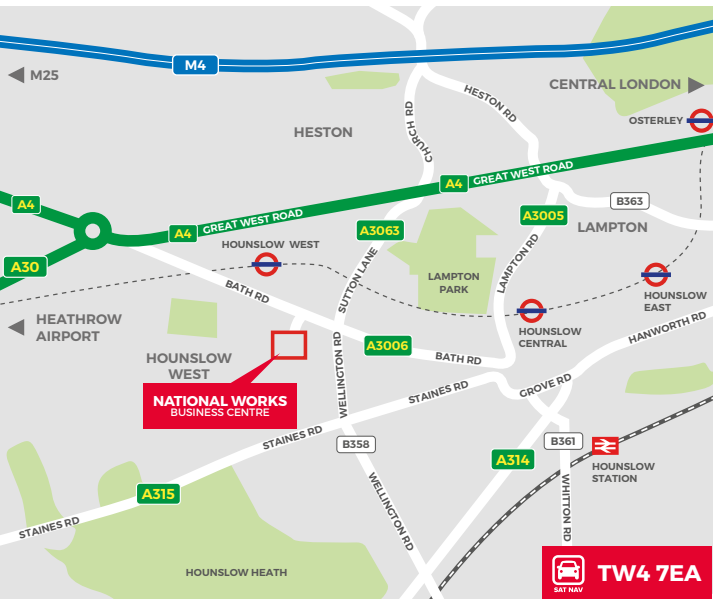 M4
M25
HESTON RD
CENTRAL LONDON
CHURCH RD
OSTERLEY
HESTON
A4
GREAT WEST ROAD
A4
B363
A4
GREAT WEST ROAD
A3063
A3005
LAMPTON
HOUNSLOW WEST
A30
SUTTON LANE
LAMPTON RD
LAMPTON
PARK
BATH RD
HOUNSLOW
EAST
HEATHROW
AIRPORT
HOUNSLOW
CENTRAL
HANWORTH RD
A3006
BATH RD
HOUNSLOW
WEST
WELLINGTON RD
NATIONAL WORKS
BUSINESS CENTRE
STAINES RD
GROVE RD
STAINES RD
B358
B361
A314
HOUNSLOW
STATION
A315
WELLINGTON RD
WHITTON RD
STAINES RD
HOUNSLOW HEATH
SAT NAV
TW4 7EA